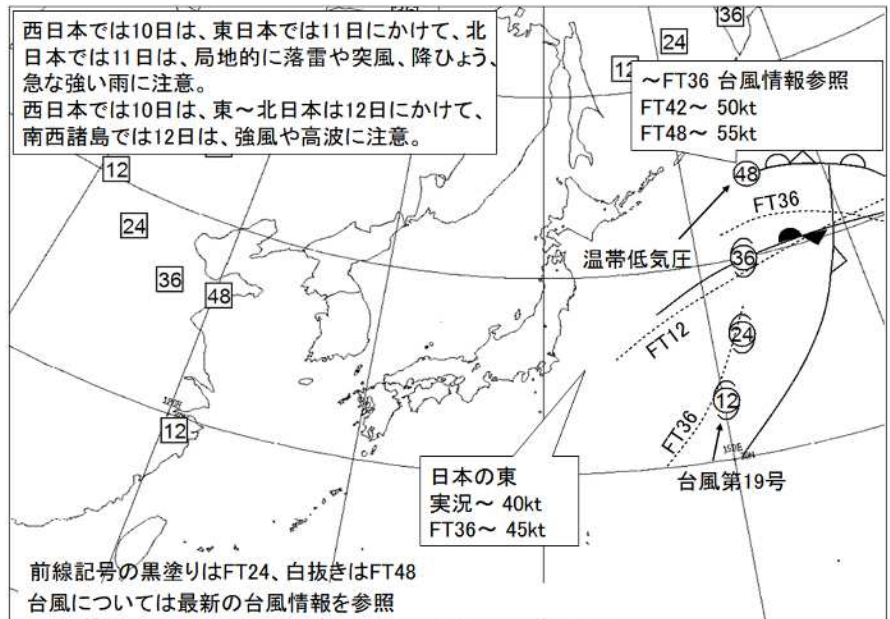 西日本では10日は、東日本では11日にかけて、北
日本では11日は、局地的に落雷や突風、降ひょう、
急な強い雨に注意。
西日本では10日は、東～北日本は12日にかけて、
南西諸島では12日は、強風や高波に注意。
36
24
12
～FT36 台風情報参照
FT42～ 50kt
FT48～ 55kt
12
48
FT36
24
温帯低気圧
36
36
48
FT12
24
12
12
FT36
台風第19号
日本の東
実況～ 40kt
FT36～ 45kt
前線記号の黒塗りはFT24、白抜きはFT48
台風については最新の台風情報を参照